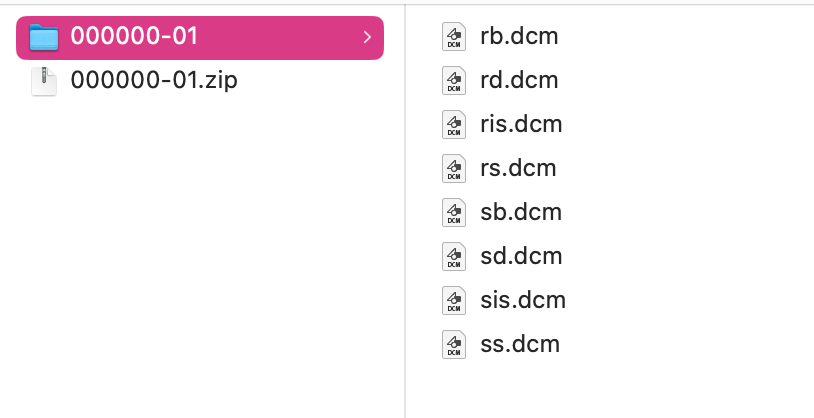 000000-01
000000-01.zip
DCM rb.dcm
DCM rd.dcm
DCM ris.dcm
DCM rs.dcm
DCM sb.dcm
DCM sd.dcm
DCM sis.dcm
DCM ss.dcm